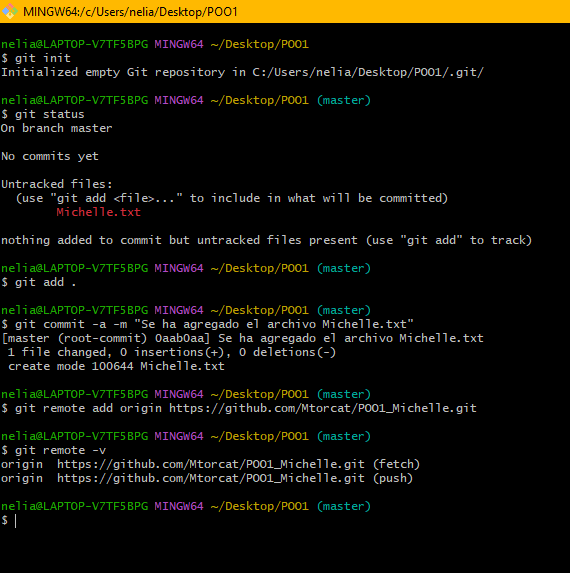 MINGW64:/c/Users/nelia/Desktop/POO1
nelia@LAPTOP-V7TF5BPG MINGW64 ~/Desktop/POO1
$ git init
Initialized empty Git repository in C:/Users/nelia/Desktop/POO1/.git/
nelia@LAPTOP-V7TF5BPG MINGW64 ~/Desktop/POO1 (master)
$ git status
On branch master
No commits yet
Untracked files:
  (use "git add <file>..." to include in what will be committed)
        Michelle.txt
nothing added to commit but untracked files present (use "git add" to track)
nelia@LAPTOP-V7TF5BPG MINGW64 ~/Desktop/POO1 (master)
$ git add .
nelia@LAPTOP-V7TF5BPG MINGW64 ~/Desktop/POO1 (master)
$ git commit -a -m "Se ha agregado el archivo Michelle.txt"
[master (root-commit) 0aab0aa] Se ha agregado el archivo Michelle.txt
 1 file changed, 0 insertions(+), 0 deletions(-)
 create mode 100644 Michelle.txt
nelia@LAPTOP-V7TF5BPG MINGW64 ~/Desktop/POO1 (master)
$ git remote add origin https://github.com/Mtorcat/POO1_Michelle.git
nelia@LAPTOP-V7TF5BPG MINGW64 ~/Desktop/POO1 (master)
$ git remote -v
origin  https://github.com/Mtorcat/POO1_Michelle.git (fetch)
origin  https://github.com/Mtorcat/POO1_Michelle.git (push)
nelia@LAPTOP-V7TF5BPG MINGW64 ~/Desktop/POO1 (master)
$